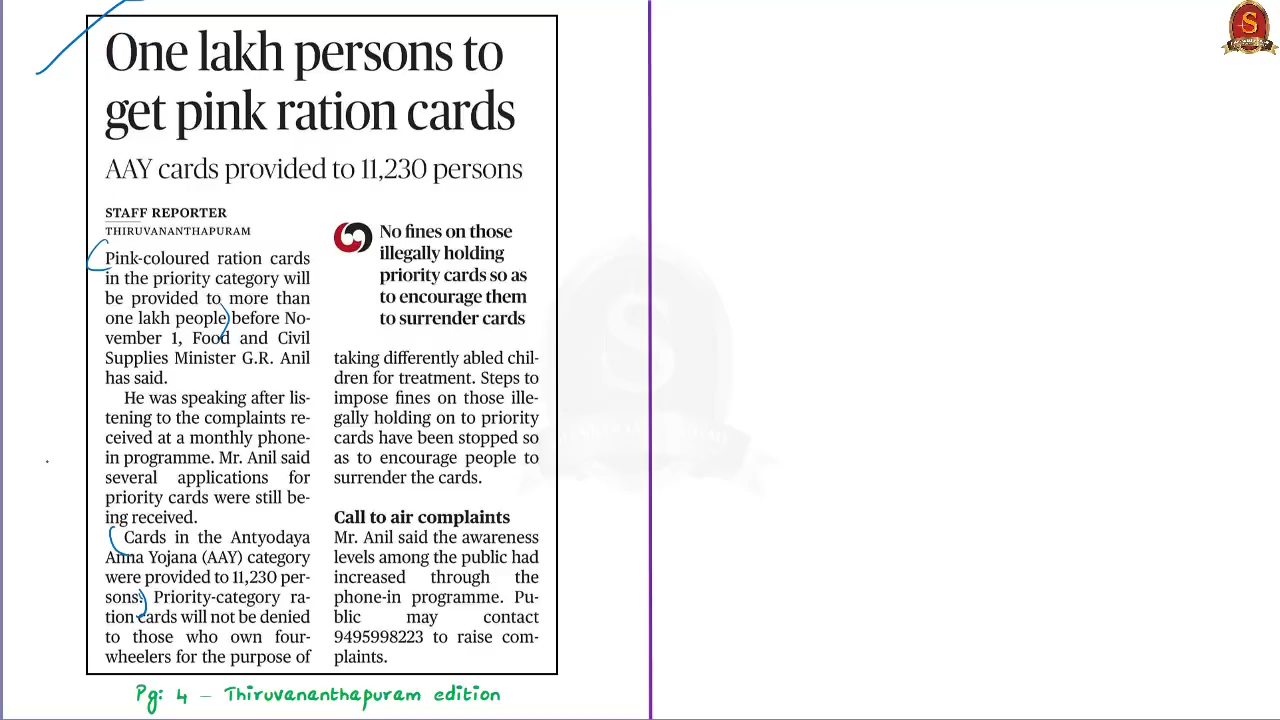 One lakh persons to
get pink ration cards
AAY cards provided to 11,230 persons
STAFF REPORTER
THIRUVANANTHAPURAM
Pink-coloured ration cards
in the priority category will
be provided to more than
one lakh people before No-
vember 1, Food and Civil
Supplies Minister G.R. Anil
has said.
He was speaking after lis-
tening to the complaints re-
ceived at a monthly phone-
in programme. Mr. Anil said
several applications for
priority cards were still be-
ing received.
Cards in the Antyodaya
Anna Yojana (AAY) category
were provided to 11,230 per-
sons. Priority-category ra-
tion cards will not be denied
to those who own four-
wheelers for the purpose of
No fines on those
illegally holding
priority cards so as
to encourage them
to surrender cards
taking differently abled chil-
dren for treatment. Steps to
impose fines on those ille-
gally holding on to priority
cards have been stopped so
as to encourage people to
surrender the cards.
Call to air complaints
Mr. Anil said the awareness
levels among the public had
increased through the
phone-in programme. Pu-
blic may contact
9495998223 to raise com-
plaints.
Pg: 4 – Thiruvananthapuram edition
S
S